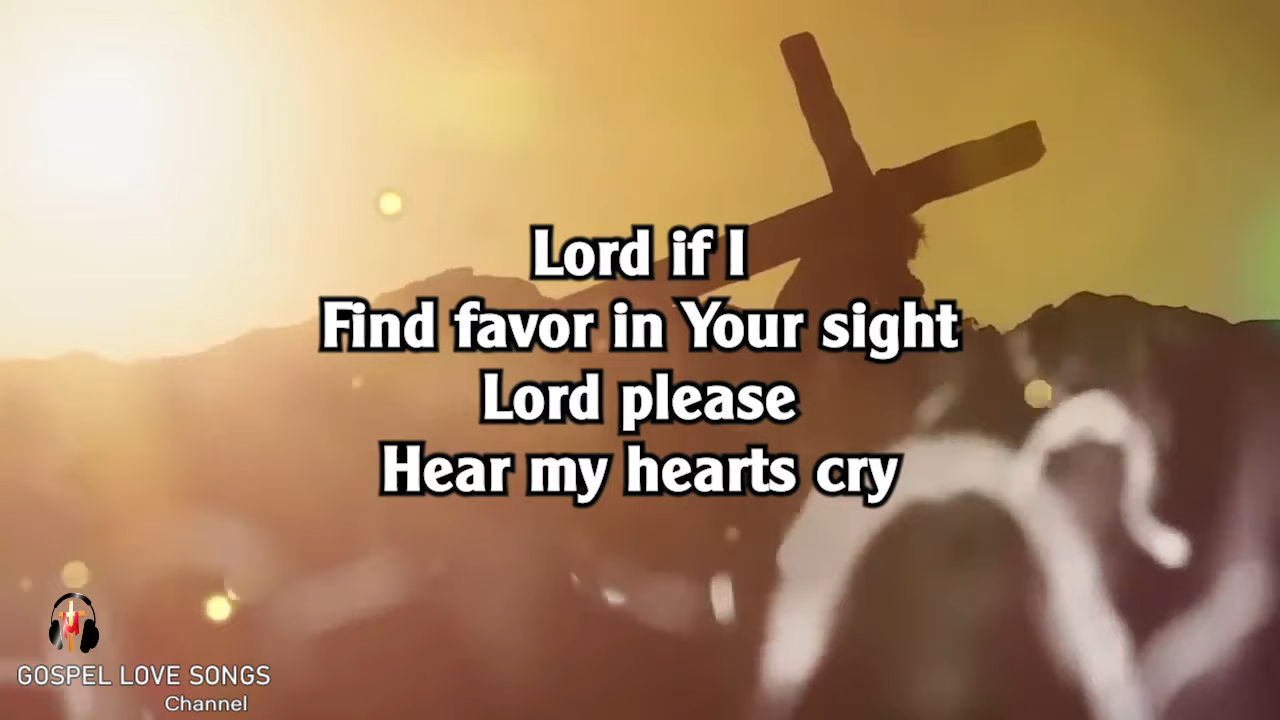 Lord if I
Find favor in Your sight
Lord please
Hear my hearts cry
GOSPEL LOVE SONGS
Channel